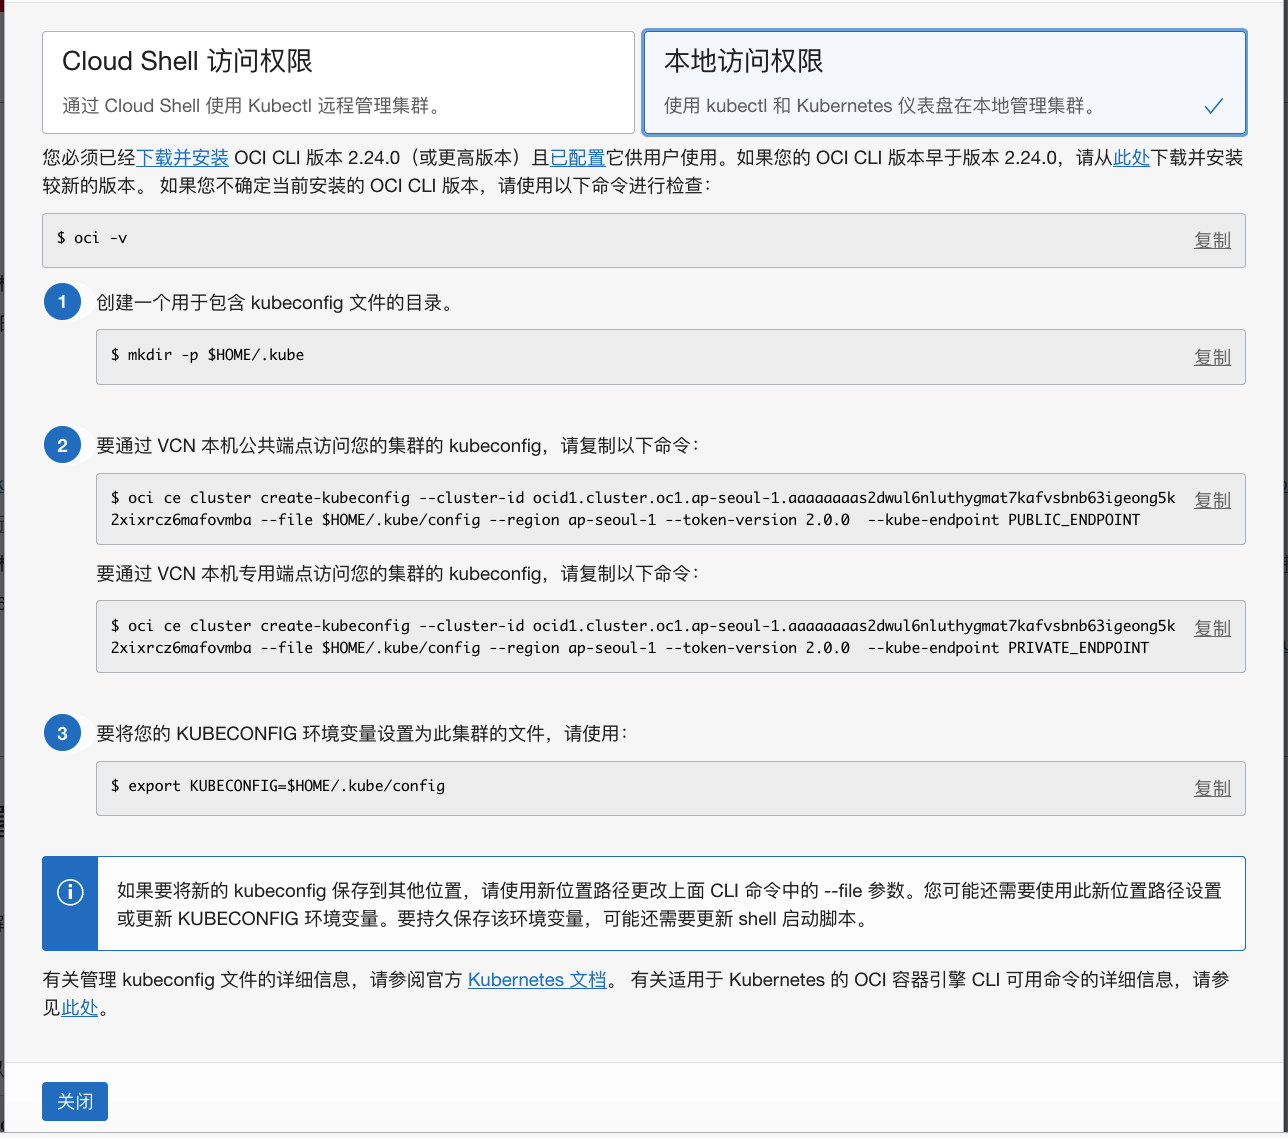 Cloud Shell 访问权限
通过 Cloud Shell 使用 Kubectl 远程管理集群。
本地访问权限
使用 kubectl 和 Kubernetes 仪表盘在本地管理集群。
您必须已经下载并安装 OCI CLI 版本 2.24.0（或更高版本）且已配置它供用户使用。如果您的 OCI CLI 版本早于版本 2.24.0，请从此处下载并安装
较新的版本。 如果您不确定当前安装的 OCI CLI 版本，请使用以下命令进行检查：
$ oci -v
复制
1 创建一个用于包含 kubeconfig 文件的目录。
$ mkdir -p $HOME/.kube
复制
2 要通过 VCN 本机公共端点访问您的集群的 kubeconfig，请复制以下命令：
$ oci ce cluster create-kubeconfig --cluster-id ocid1.cluster.oc1.ap-seoul-1.aaaaaaaas2dwul6nluthygmat7kafvsbnb63igeong5k
2xixrcz6mafovmba --file $HOME/.kube/config --region ap-seoul-1 --token-version 2.0.0  --kube-endpoint PUBLIC_ENDPOINT
复制
要通过 VCN 本机专用端点访问您的集群的 kubeconfig，请复制以下命令：
$ oci ce cluster create-kubeconfig --cluster-id ocid1.cluster.oc1.ap-seoul-1.aaaaaaaas2dwul6nluthygmat7kafvsbnb63igeong5k
2xixrcz6mafovmba --file $HOME/.kube/config --region ap-seoul-1 --token-version 2.0.0  --kube-endpoint PRIVATE_ENDPOINT
复制
3 要将您的 KUBECONFIG 环境变量设置为此集群的文件，请使用：
$ export KUBECONFIG=$HOME/.kube/config
复制
如果要将新的 kubeconfig 保存到其他位置，请使用新位置路径更改上面 CLI 命令中的 --file 参数。您可能还需要使用此新位置路径设置
或更新 KUBECONFIG 环境变量。要持久保存该环境变量，可能还需要更新 shell 启动脚本。
有关管理 kubeconfig 文件的详细信息，请参阅官方 Kubernetes 文档。 有关适用于 Kubernetes 的 OCI 容器引擎 CLI 可用命令的详细信息，请参
见此处。
关闭